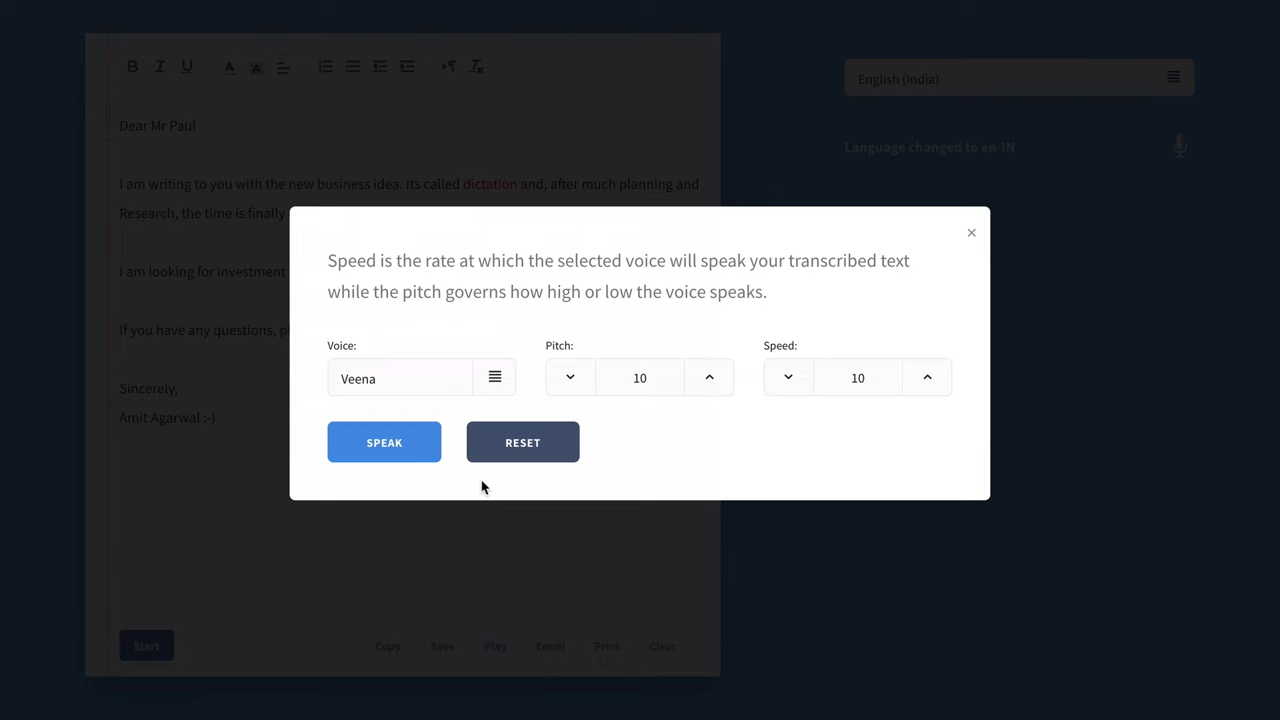 Dear Mr Paul
I am writing to you with the new business idea. Its called dictation and, after much planning and
Research, the time is finally
I am looking for investment
If you have any questions,
Sincerely,
Amit Agarwal :-)
Start
Copy Save Play Email Print Clear
English (India)
Language changed to en-IN
×
Speed is the rate at which the selected voice will speak your transcribed text
while the pitch governs how high or low the voice speaks.
Voice: Pitch: Speed:
Veena 10 10
SPEAK RESET